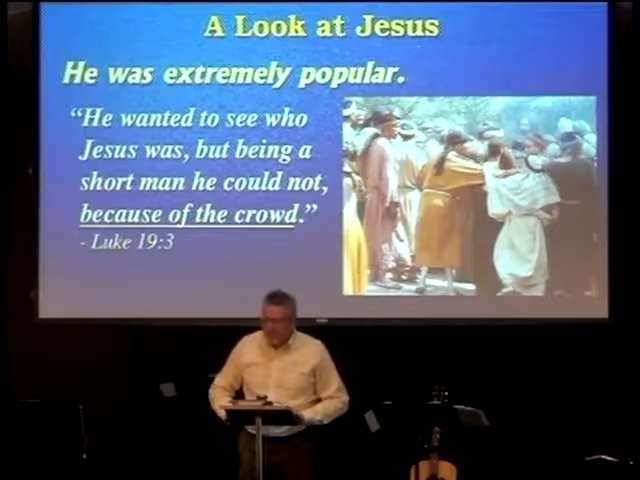 A Look at Jesus
He was extremely popular.
“He wanted to see who
Jesus was, but being a
short man he could not,
because of the crowd.”
- Luke 19:3